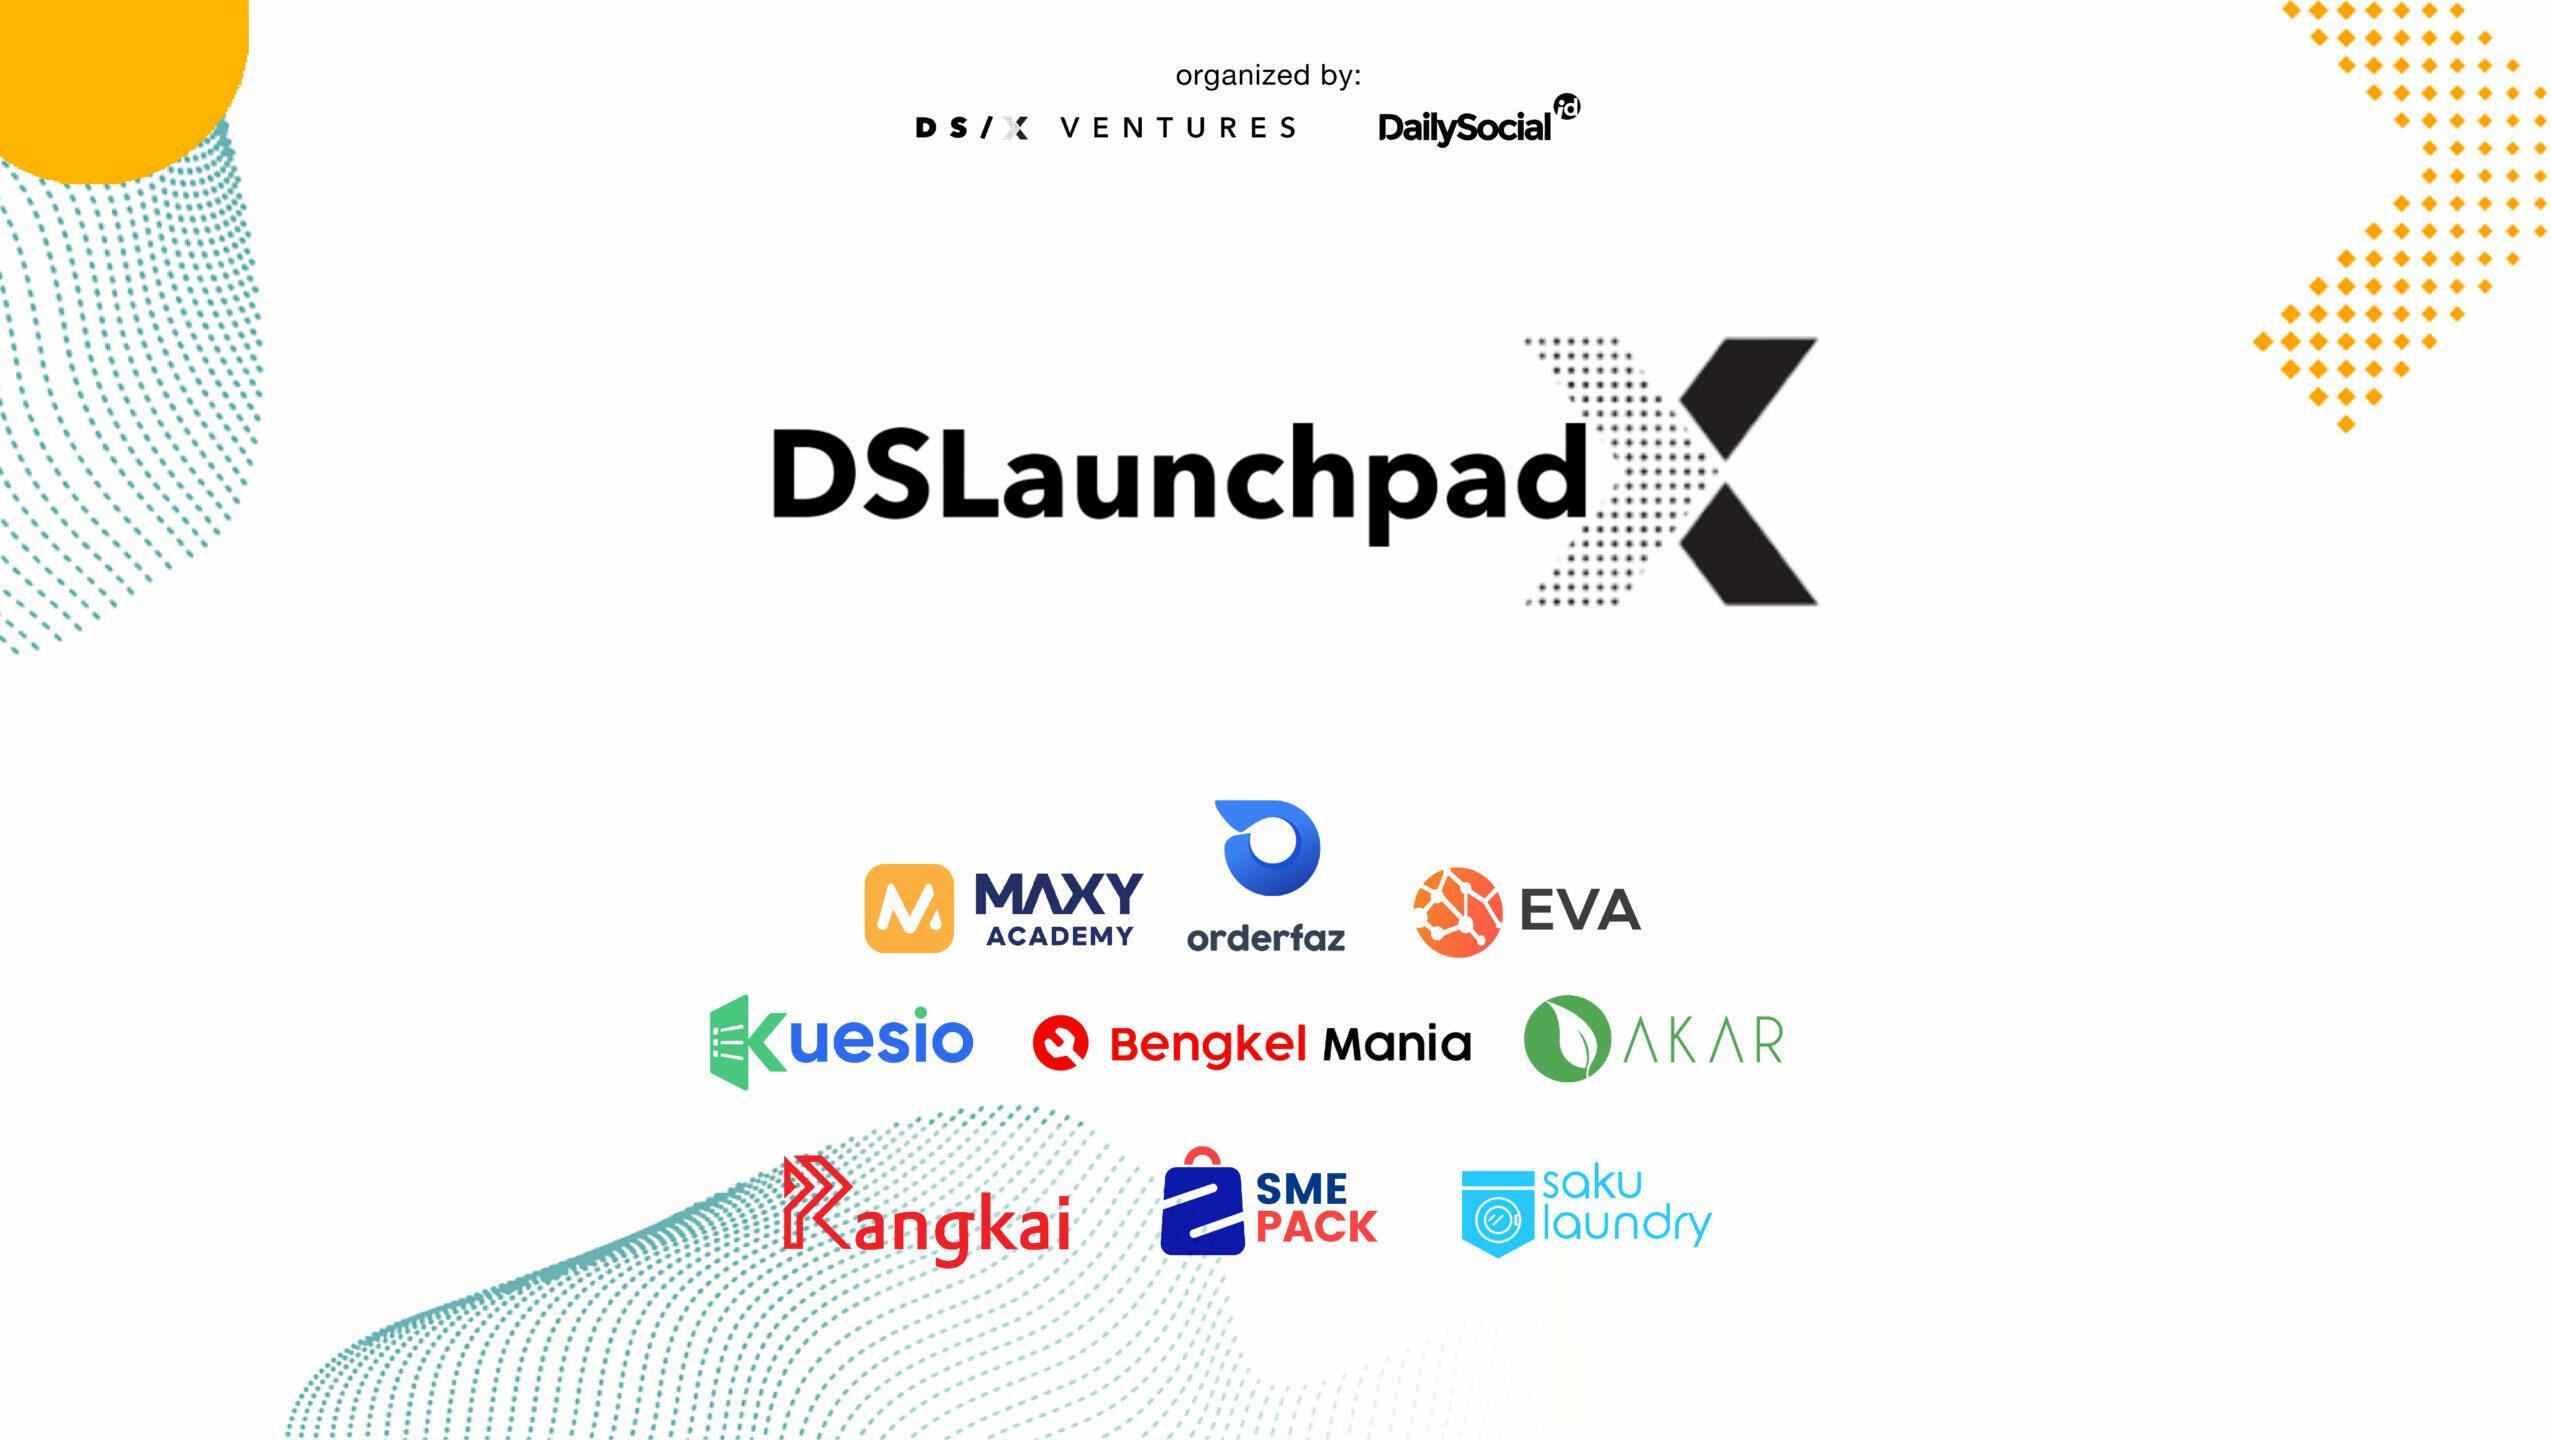 organized by:
DS/X VENTURES DailySocial id
DSLaunchpad X
MAXY ACADEMY
orderfaz
EVA
Kuesio
Bengkel Mania
AKAR
Rangkai
SME PACK
saku laundry